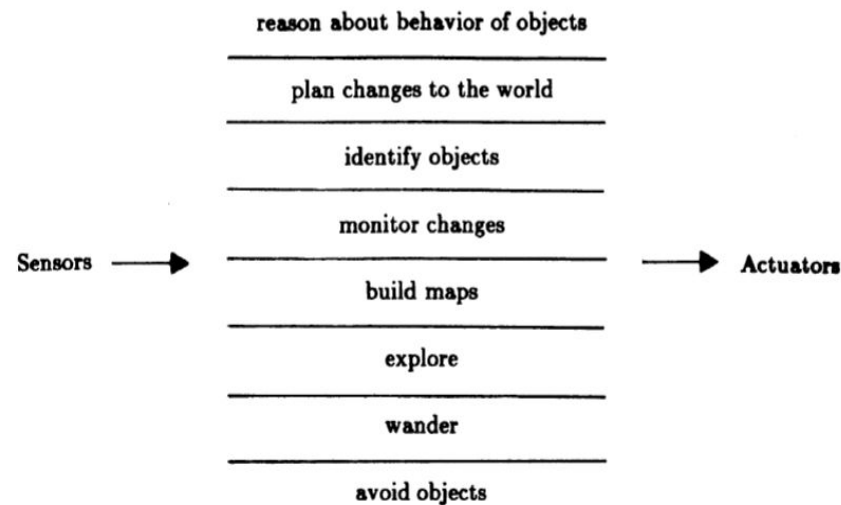 reason about behavior of objects
plan changes to the world
identify objects
monitor changes
Sensors
Actuators
build maps
explore
wander
avoid objects